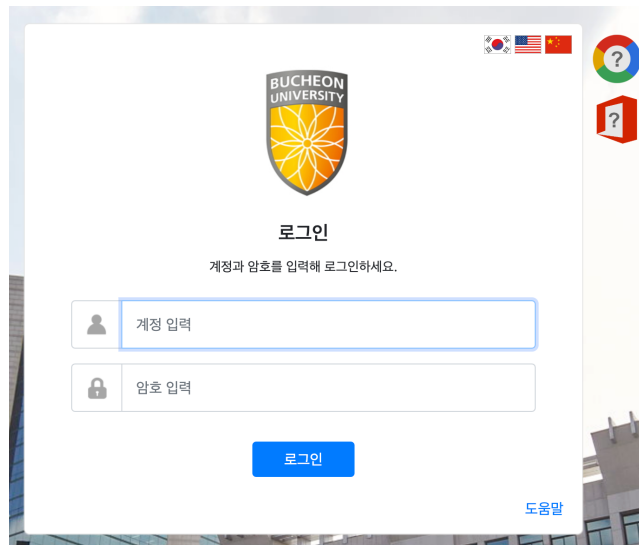 BUCHEON
UNIVERSITY
?
?
로그인
계정과 암호를 입력해 로그인하세요.
계정 입력
암호 입력
로그인
도움말